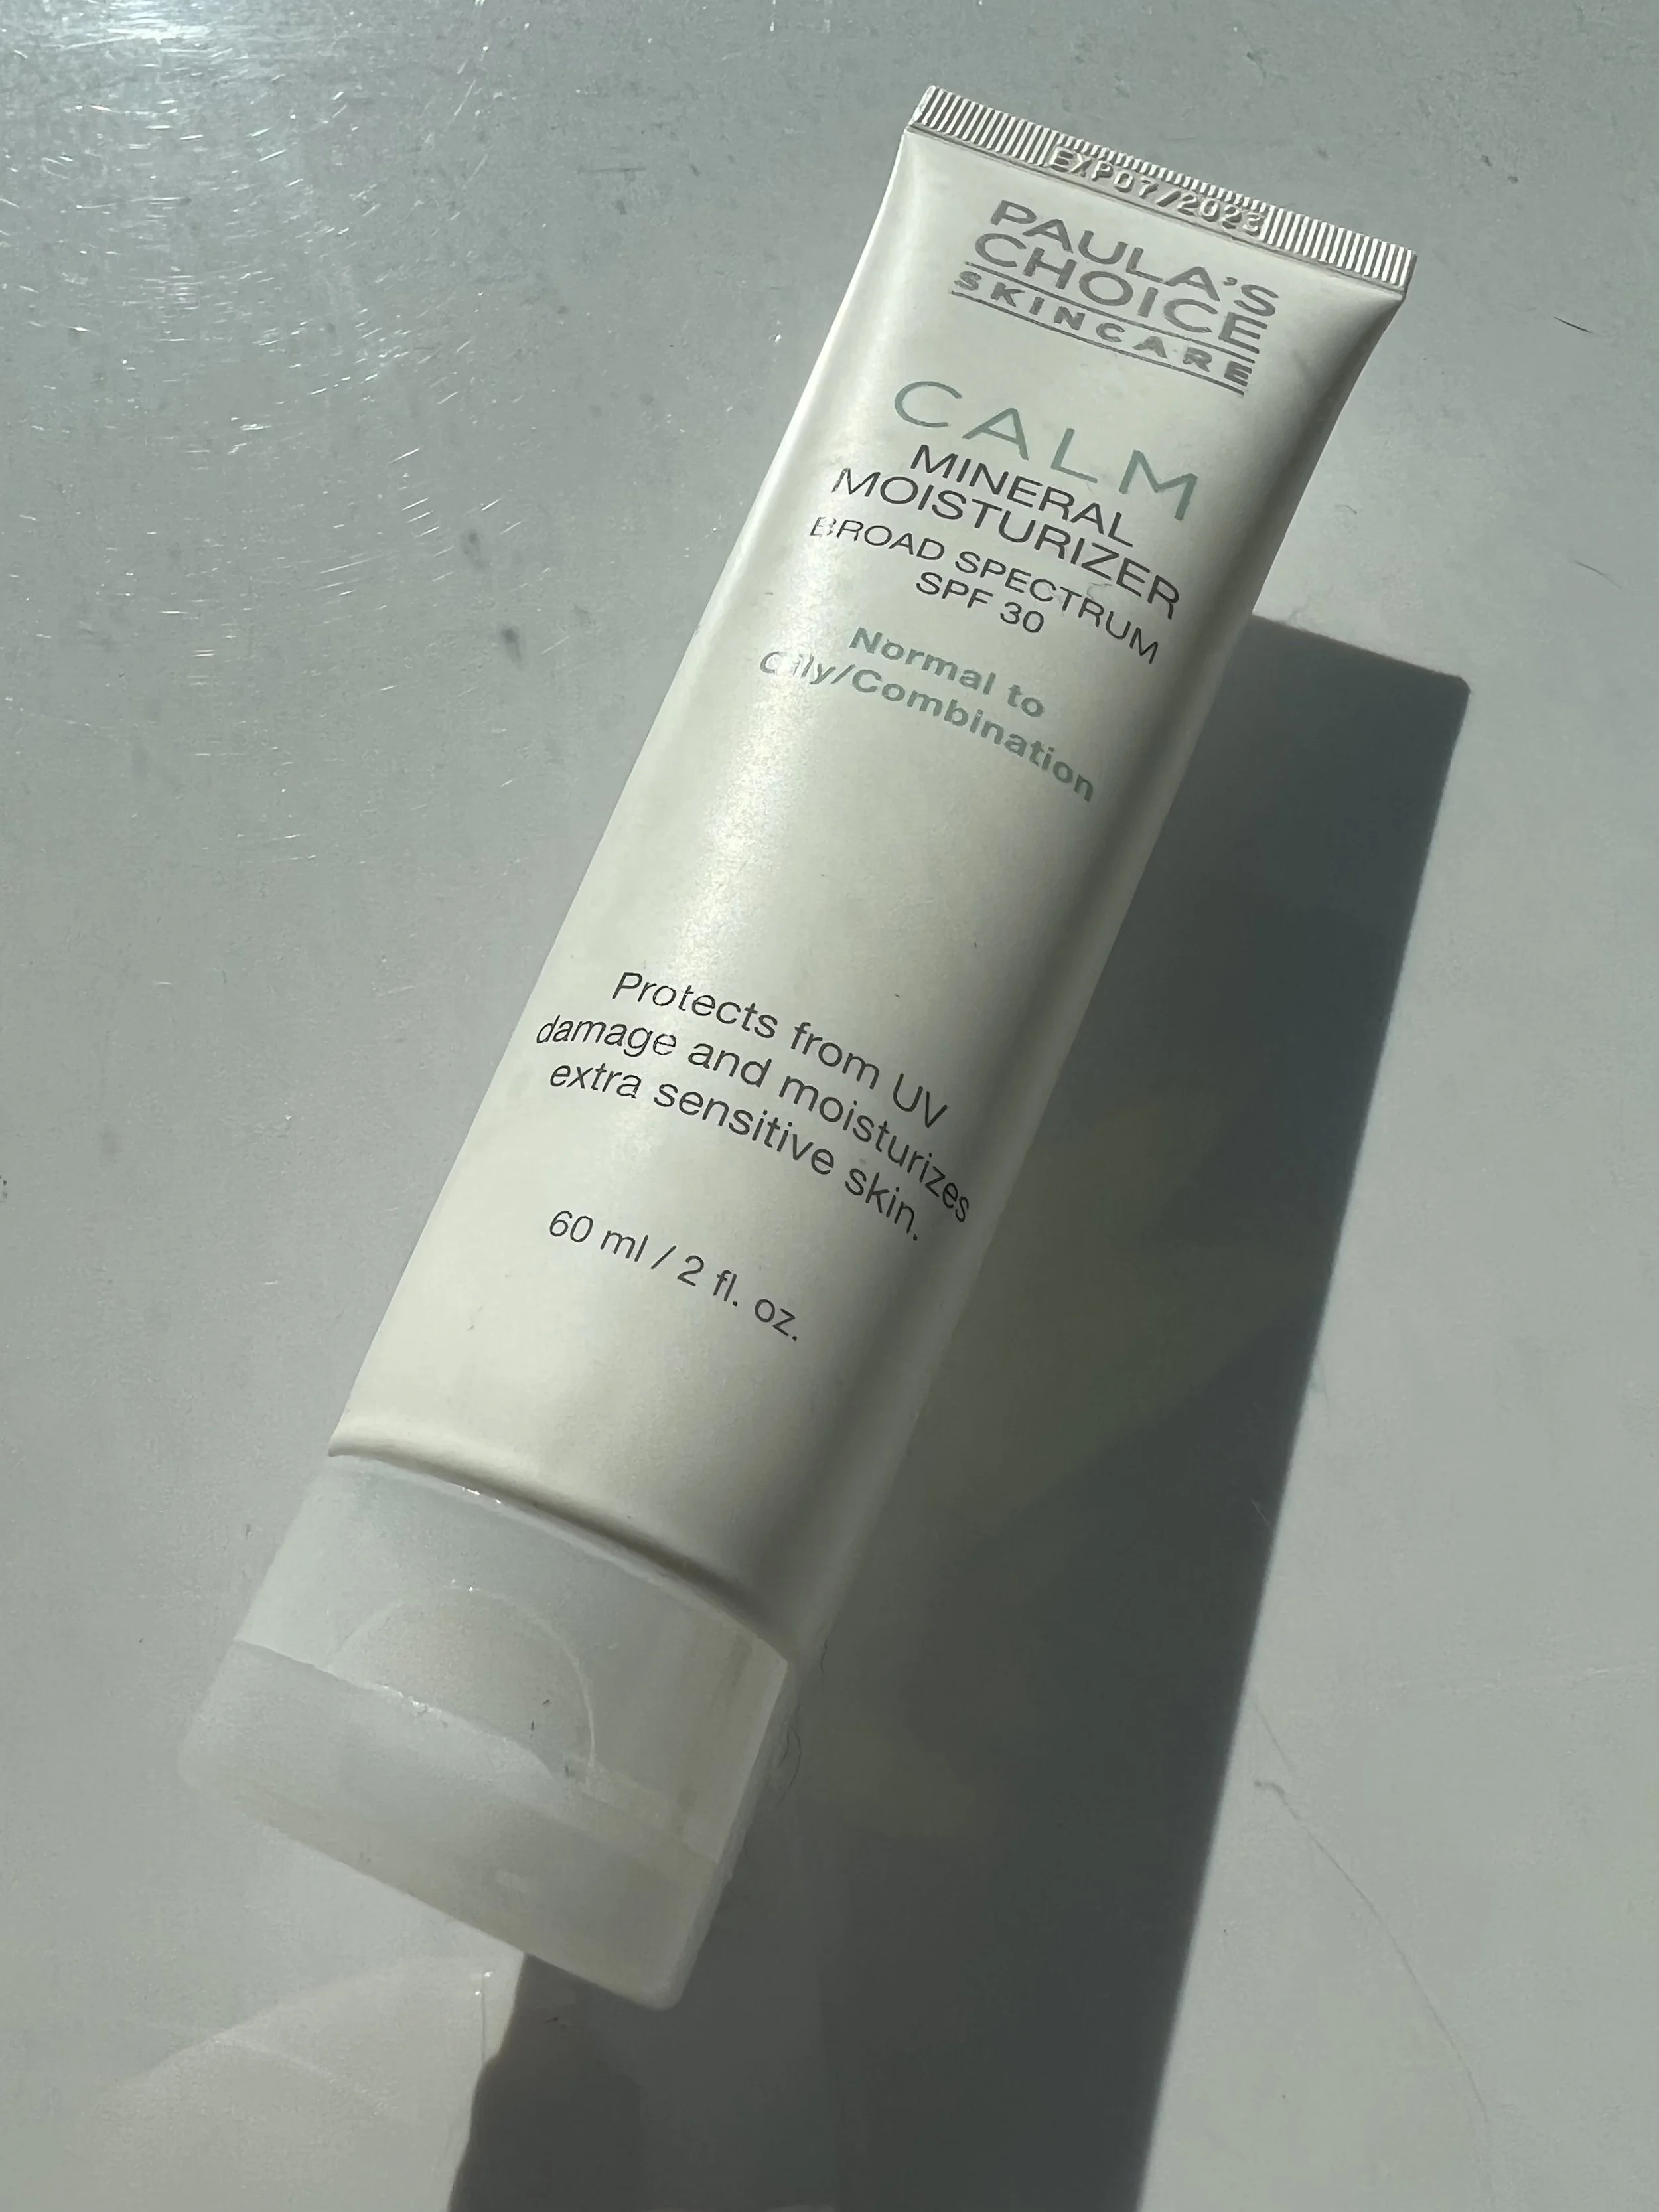 EXP07/2023
PAULA'S
CHOICE
SKINCARE
CALM
MINERAL
MOISTURIZER
BROAD SPECTRUM
SPF 30
Normal to
Oily/Combination
Protects from UV
damage and moisturizes
extra sensitive skin.
60 ml / 2 fl. oz.